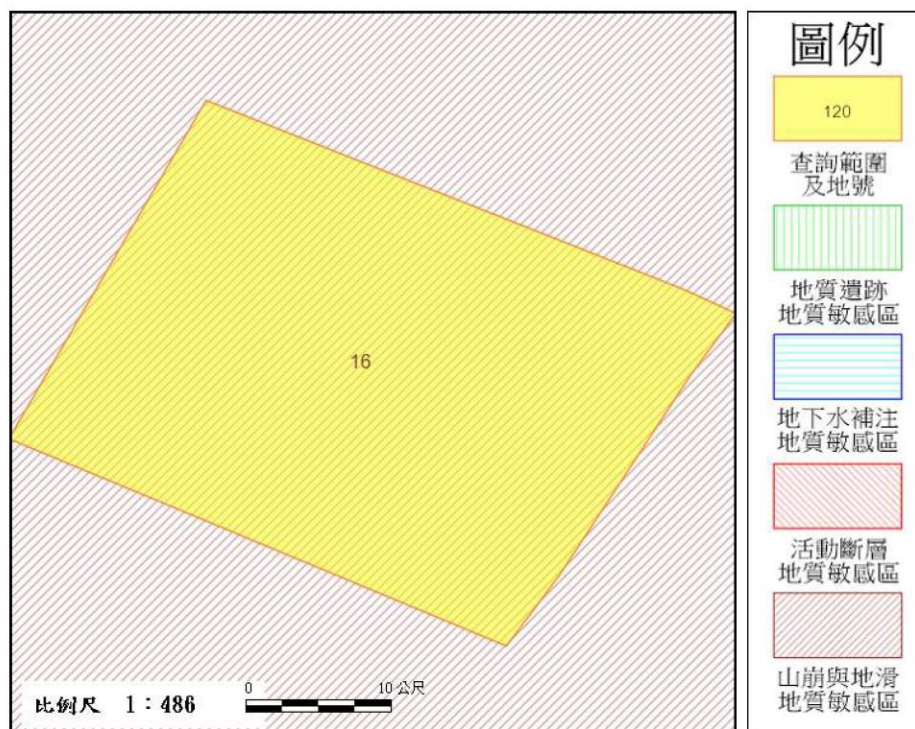 16
比例尺 1:486
0 10公尺
圖例
120
查詢範圍
及地號
地質遺跡
地質敏感區
地下水補注
地質敏感區
活動斷層
地質敏感區
山崩與地滑
地質敏感區